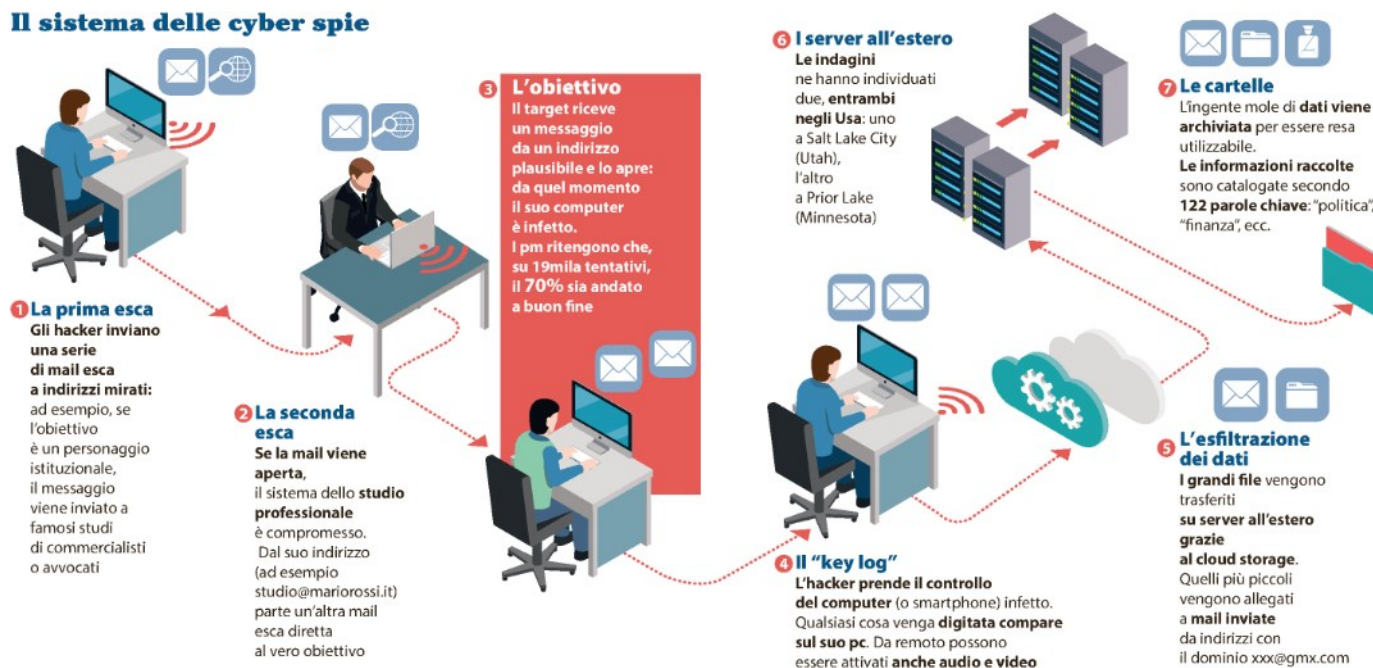 Il sistema delle cyber spie
1 La prima esca
Gli hacker inviano
una serie
di mail esca
a indirizzi mirati:
ad esempio, se
l'obiettivo
è un personaggio
istituzionale,
il messaggio
viene inviato a
famosi studi
di commercialisti
o avvocati
2 La seconda
esca
Se la mail viene
aperta,
il sistema dello studio
professionale
è compromesso.
Dal suo indirizzo
(ad esempio
studio@mariorossi.it)
parte un'altra mail
esca diretta
al vero obiettivo
3 L'obiettivo
Il target riceve
un messaggio
da un indirizzo
plausibile e lo apre:
da quel momento
il suo computer
è infetto.
I pm ritengono che,
su 19mila tentativi,
il 70% sia andato
a buon fine
4 Il "key log"
L'hacker prende il controllo
del computer (o smartphone) infetto.
Qualsiasi cosa venga digitata compare
sul suo pc. Da remoto possono
essere attivati anche audio e video
5 L'esfiltrazione
dei dati
I grandi file vengono
trasferiti
su server all'estero
grazie
al cloud storage.
Quelli più piccoli
vengono allegati
a mail inviate
da indirizzi con
il dominio xxx@gmx.com
6 I server all'estero
Le indagini
ne hanno individuati
due, entrambi
negli Usa: uno
a Salt Lake City
(Utah),
l'altro
a Prior Lake
(Minnesota)
7 Le cartelle
L'ingente mole di dati viene
archiviata per essere resa
utilizzabile.
Le informazioni raccolte
sono catalogate secondo
122 parole chiave: "politica",
"finanza", ecc.